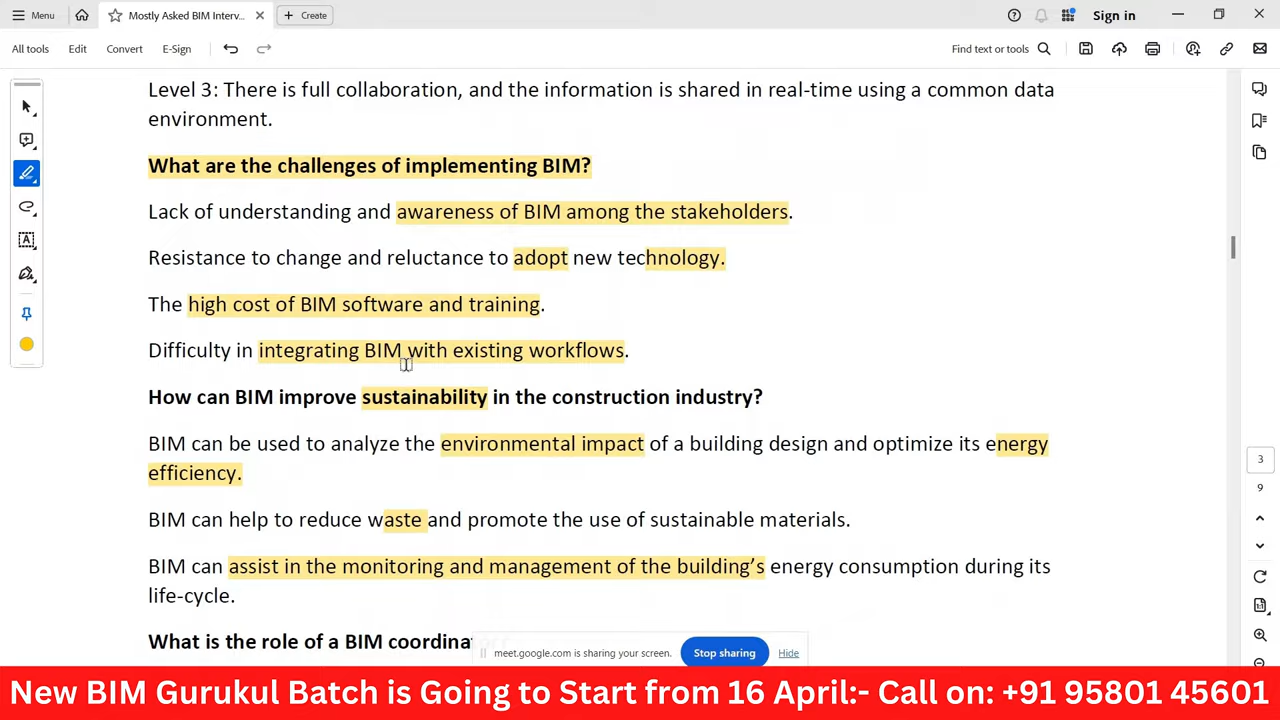 Menu
Mostly Asked BIM Interv...
Create
Sign in
All tools
Edit
Convert
E-Sign
Find text or tools
Level 3: There is full collaboration, and the information is shared in real-time using a common data
environment.
What are the challenges of implementing BIM?
Lack of understanding and awareness of BIM among the stakeholders.
Resistance to change and reluctance to adopt new technology.
The high cost of BIM software and training.
Difficulty in integrating BIM with existing workflows.
How can BIM improve sustainability in the construction industry?
BIM can be used to analyze the environmental impact of a building design and optimize its energy
efficiency.
BIM can help to reduce waste and promote the use of sustainable materials.
BIM can assist in the monitoring and management of the building’s energy consumption during its
life-cycle.
What is the role of a BIM
3
9
meet.google.com is sharing your screen.
Stop sharing
Hide
New BIM Gurukul Batch is Going to Start from 16 April:- Call on: +91 95801 45601